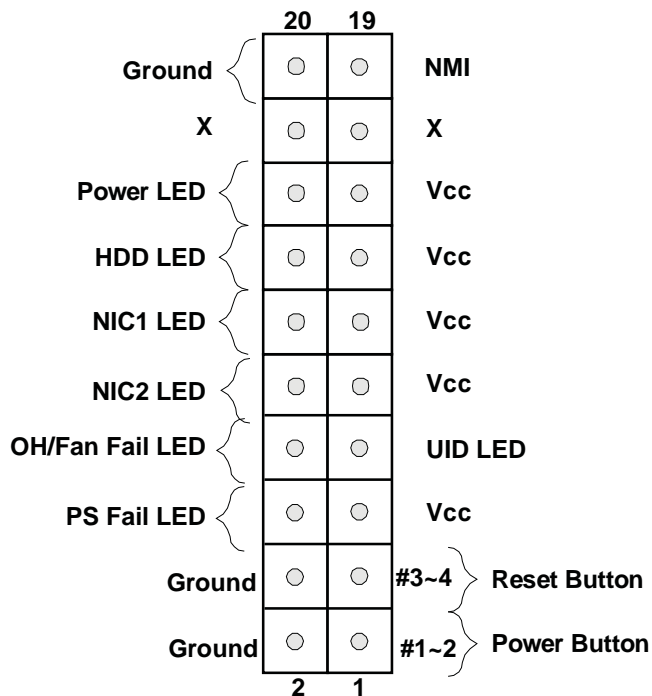 20 19
Ground NMI
X X
Power LED Vcc
HDD LED Vcc
NIC1 LED Vcc
NIC2 LED Vcc
OH/Fan Fail LED UID LED
PS Fail LED Vcc
Ground #3~4 Reset Button
Ground #1~2 Power Button
2 1